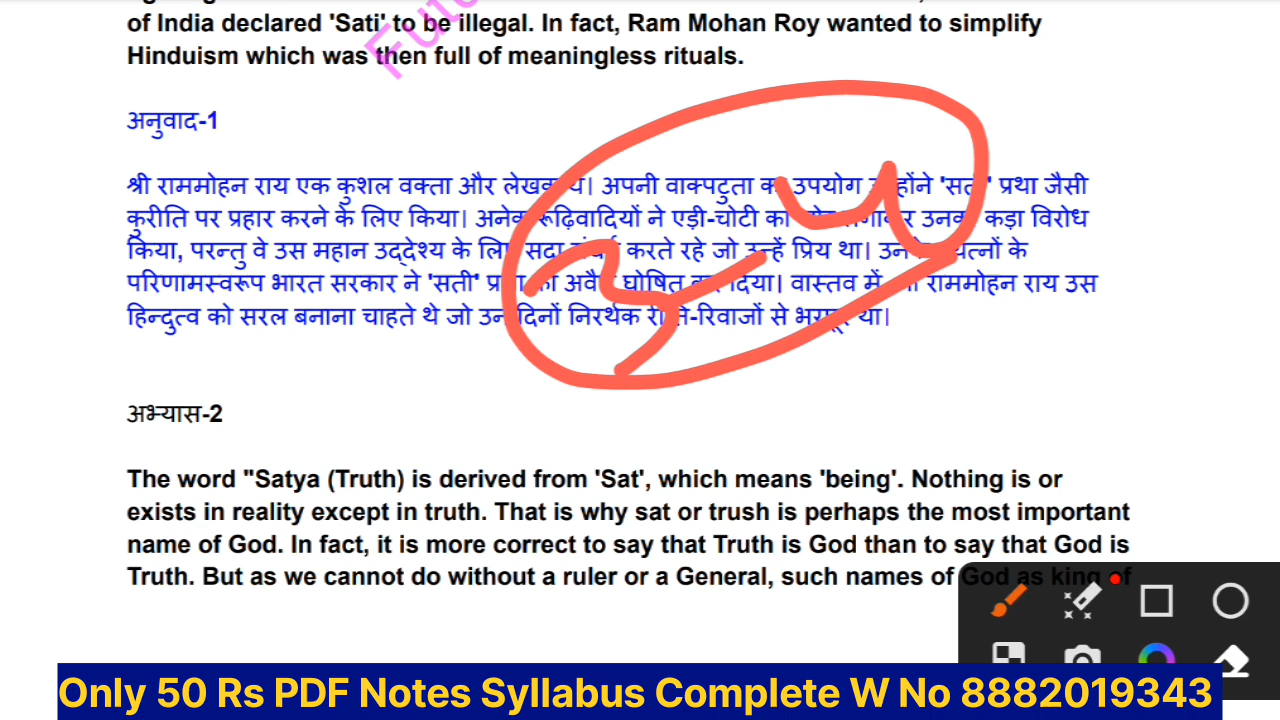 of India declared 'Sati' to be illegal. In fact, Ram Mohan Roy wanted to simplify
Hinduism which was then full of meaningless rituals.
अनुवाद-1
श्री राममोहन राय एक कुशल वक्ता और लेखक थे। अपनी वाक्पटुता का उपयोग उन्होंने 'सती' प्रथा जैसी
कुरीति पर प्रहार करने के लिए किया। अनेक रूढ़िवादियों ने एड़ी-चोटी का उनका कड़ा विरोध
किया, परन्तु वे उस महान उद्देश्य के लिए सदा करते रहे जो उन्हें प्रिय था। उनके प्रयत्नों के
परिणामस्वरूप भारत सरकार ने 'सती' प्रथा को अवैध घोषित कर दिया। वास्तव में राममोहन राय उस
हिन्दुत्व को सरल बनाना चाहते थे जो उन दिनों निरर्थक रीति-रिवाजों से भरपूर था।
अभ्यास-2
The word "Satya (Truth) is derived from 'Sat', which means 'being'. Nothing is or
exists in reality except in truth. That is why sat or trush is perhaps the most important
name of God. In fact, it is more correct to say that Truth is God than to say that God is
Truth. But as we cannot do without a ruler or a General, such names of God as king of
Only 50 Rs PDF Notes Syllabus Complete W No 8882019343